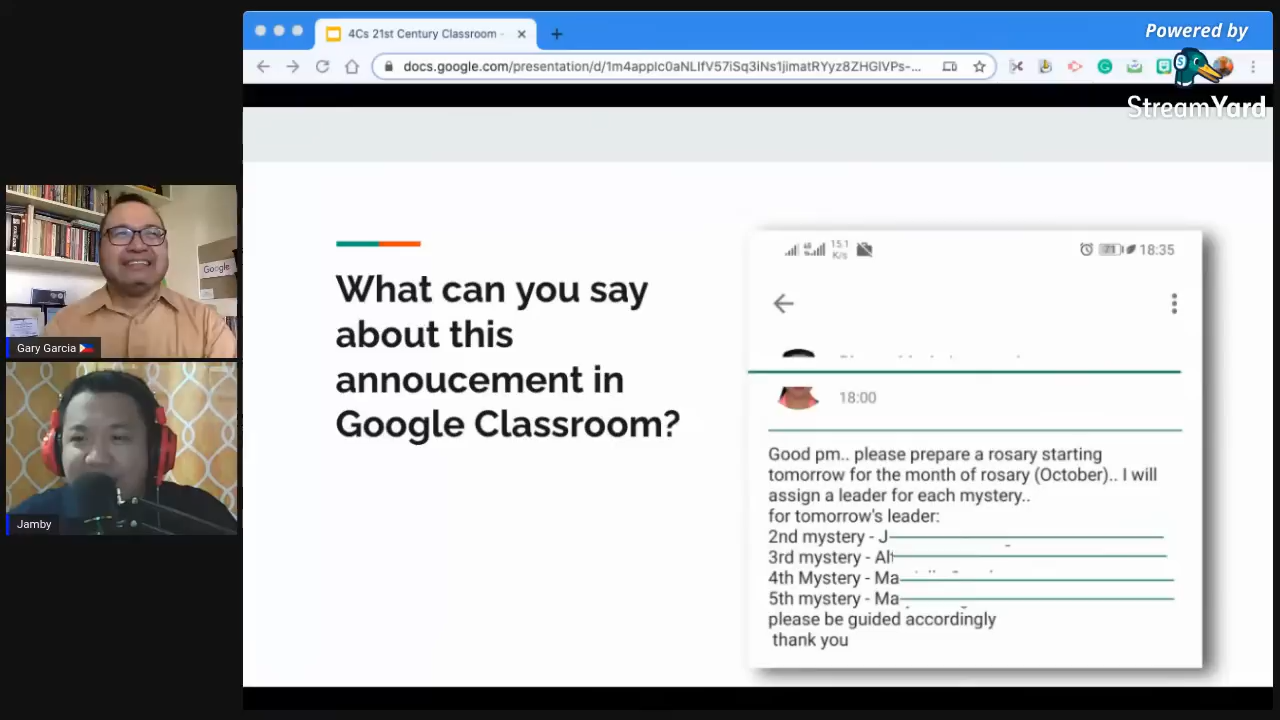 4Cs 21st Century Classroom -
docs.google.com/presentation/d/1m4appIc0aNLIfV57iSq3iNs1jimatRYyz8ZHGlVPs-...
Powered by
StreamYard
Google
Gary Garcia
Jamby
What can you say
about this
annoucement in
Google Classroom?
15.1
K/s
71
18:35
18:00
Good pm.. please prepare a rosary starting
tomorrow for the month of rosary (October).. I will
assign a leader for each mystery..
for tomorrow's leader:
2nd mystery - J
3rd mystery - Al
4th Mystery - Ma
5th mystery - Ma
please be guided accordingly
thank you